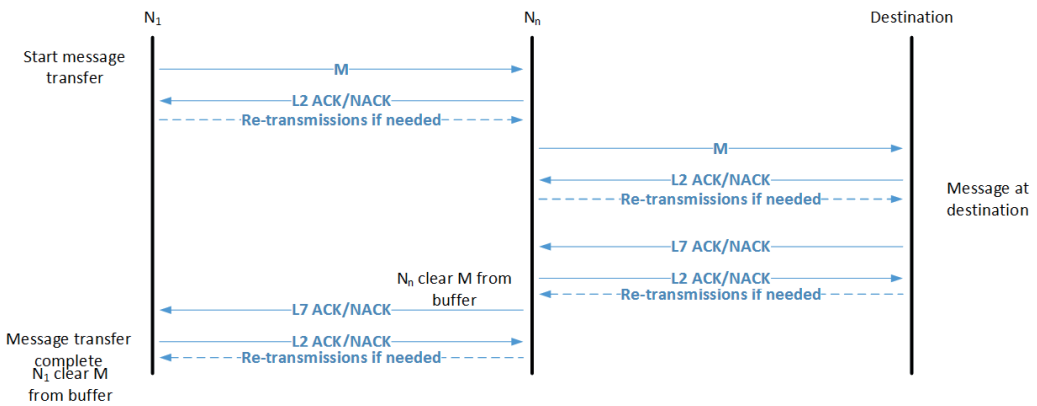 N1
Nn
Destination
Start message
transfer
M
L2 ACK/NACK
Re-transmissions if needed
M
L2 ACK/NACK
Re-transmissions if needed
Message at
destination
L7 ACK/NACK
L2 ACK/NACK
Re-transmissions if needed
Nn clear M from
buffer
L7 ACK/NACK
L2 ACK/NACK
Re-transmissions if needed
Message transfer
complete
N1 clear M
from buffer